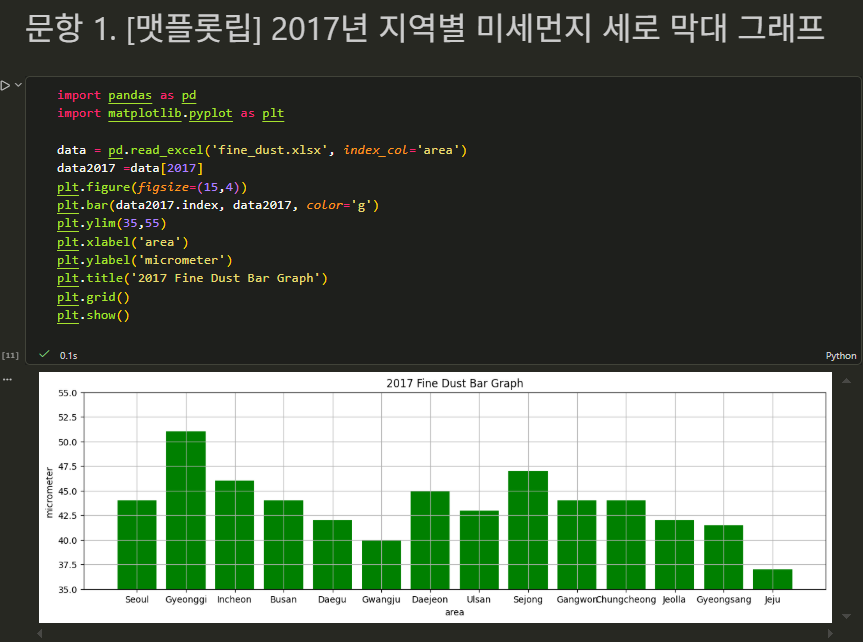 문항 1. [맷플롯립] 2017년 지역별 미세먼지 세로 막대 그래프
import pandas as pd
import matplotlib.pyplot as plt
data = pd.read_excel('fine_dust.xlsx', index_col='area')
data2017 =data[2017]
plt.figure(figsize=(15,4))
plt.bar(data2017.index, data2017, color='g')
plt.ylim(35,55)
plt.xlabel('area')
plt.ylabel('micrometer')
plt.title('2017 Fine Dust Bar Graph')
plt.grid()
plt.show()
[11]
0.1s
Python
...
2017 Fine Dust Bar Graph
55.0
52.5
50.0
47.5
45.0
42.5
40.0
37.5
35.0
micrometer
Seoul Gyeonggi Incheon Busan Daegu Gwangju Daejeon Ulsan Sejong Gangwon Chungcheong Jeolla Gyeongsang Jeju
area